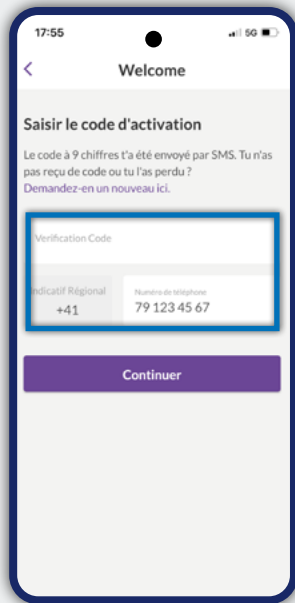 17:55
5G
Welcome
Saisir le code d'activation
Le code à 9 chiffres t'a été envoyé par SMS. Tu n'as
pas reçu de code ou tu l'as perdu ?
Demandez-en un nouveau ici.
Verification Code
Indicatif Régional
Numéro de téléphone
+41
79 123 45 67
Continuer